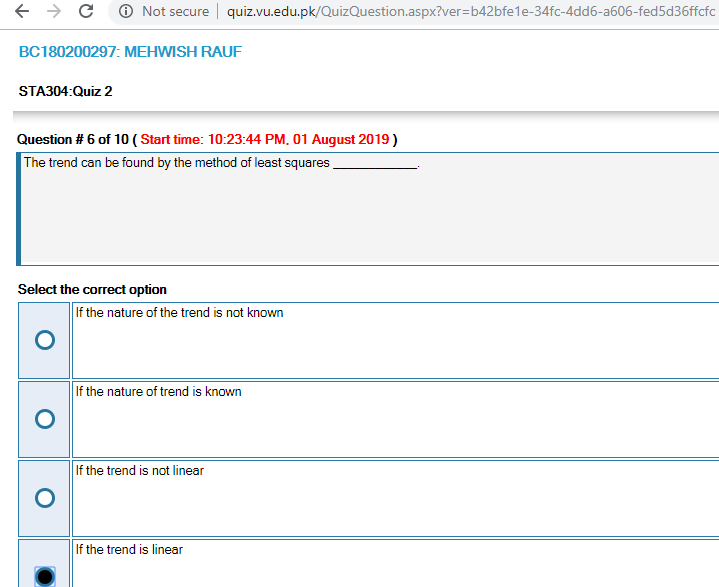 Not secure | quiz.vu.edu.pk/QuizQuestion.aspx?ver=b42bfe1e-34fc-4dd6-a606-fed5d36ffcfc
BC180200297: MEHWISH RAUF
STA304:Quiz 2
Question # 6 of 10 ( Start time: 10:23:44 PM, 01 August 2019 )
The trend can be found by the method of least squares ____________.
Select the correct option
If the nature of the trend is not known
If the nature of trend is known
If the trend is not linear
If the trend is linear